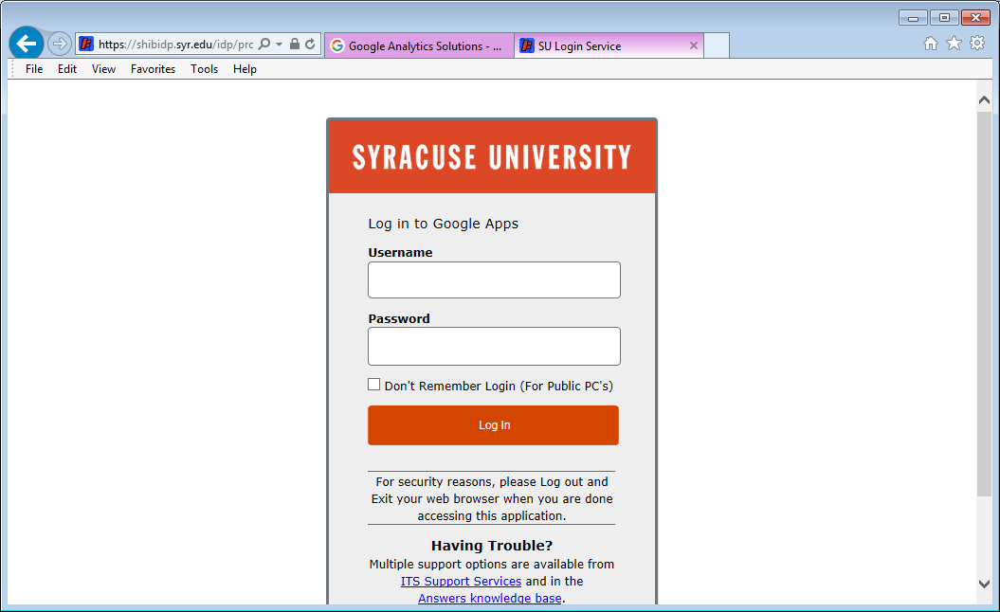 https://shibidp.syr.edu/idp/prc
Google Analytics Solutions - ...
SU Login Service
File Edit View Favorites Tools Help
SYRACUSE UNIVERSITY
Log in to Google Apps
Username
Password
Don't Remember Login (For Public PC's)
Log In
For security reasons, please Log out and
Exit your web browser when you are done
accessing this application.
Having Trouble?
Multiple support options are available from
ITS Support Services and in the
Answers knowledge base.